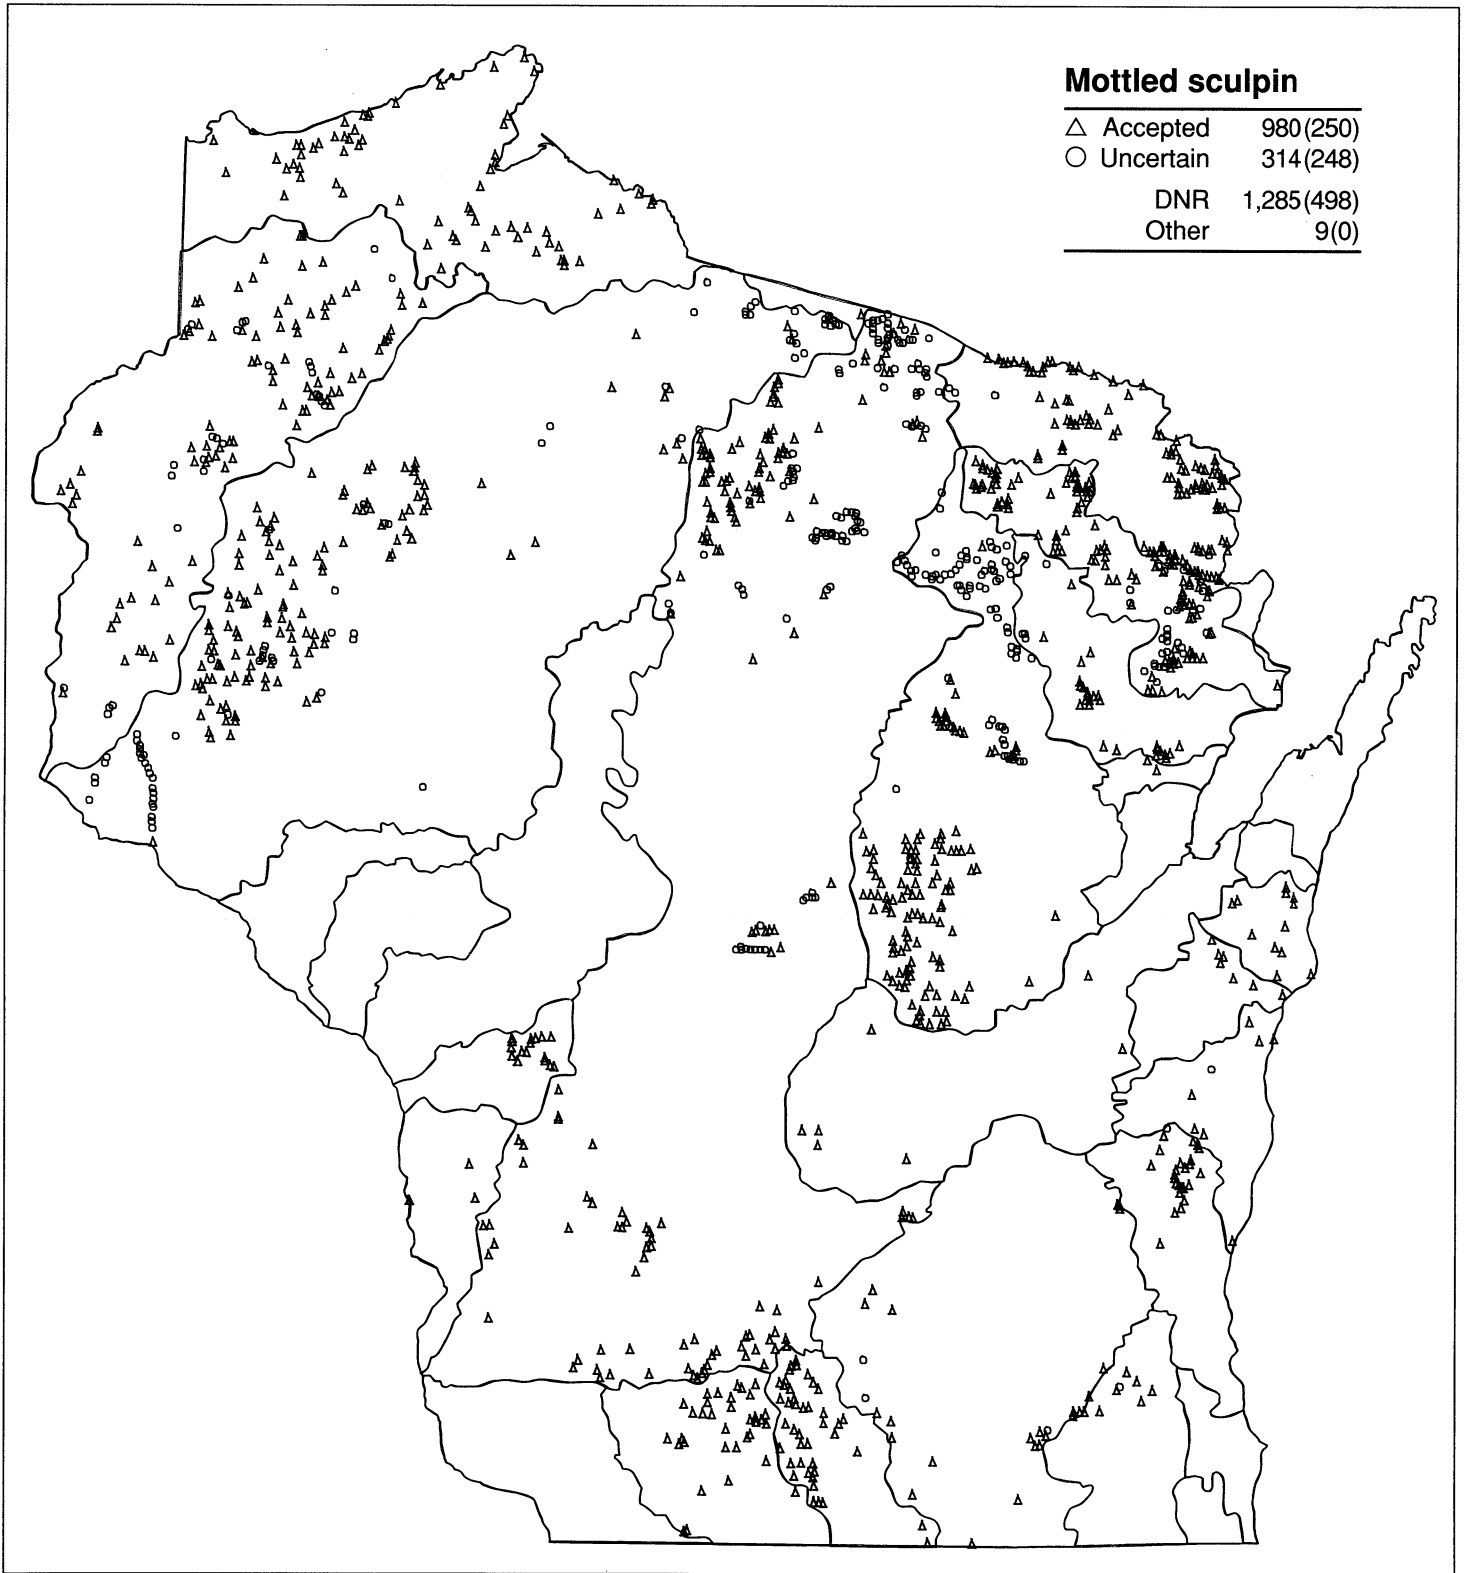 Mottled sculpin
△ Accepted 980(250)
○ Uncertain 314(248)
DNR 1,285(498)
Other 9(0)